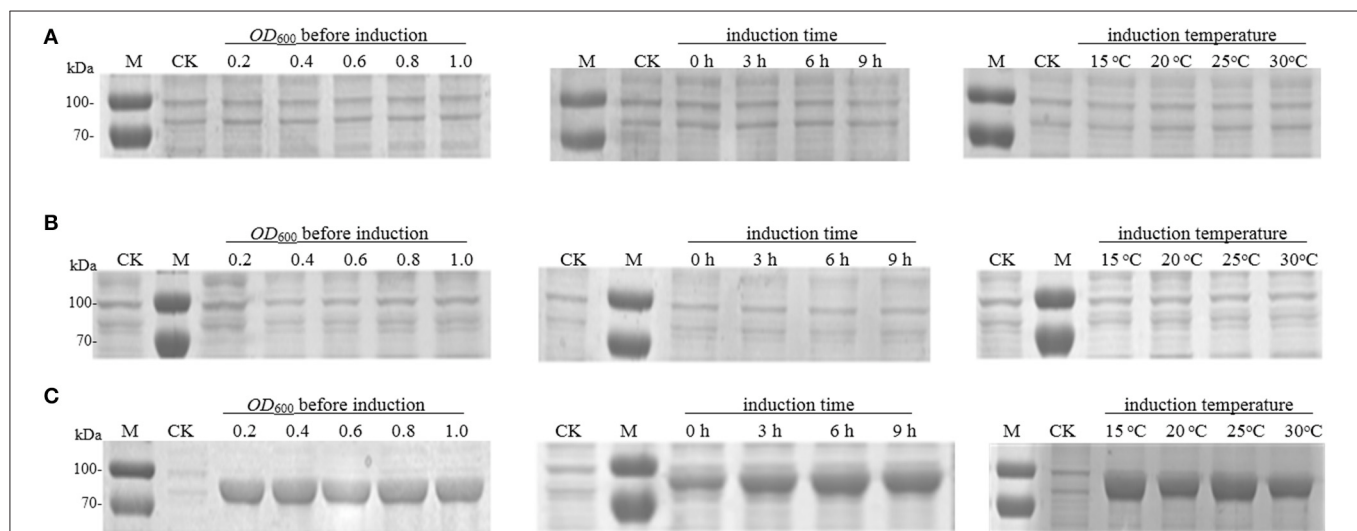 A
OD600 before induction
induction time
induction temperature
kDa M CK 0.2 0.4 0.6 0.8 1.0
M CK 0 h 3 h 6 h 9 h
M CK 15 °C 20 °C 25°C 30°C
100-
70-
B
OD600 before induction
induction time
induction temperature
kDa CK M 0.2 0.4 0.6 0.8 1.0
CK M 0 h 3 h 6 h 9 h
CK M 15 °C 20 °C 25°C 30°C
100-
70-
C
OD600 before induction
induction time
induction temperature
kDa M CK 0.2 0.4 0.6 0.8 1.0
CK M 0 h 3 h 6 h 9 h
M CK 15 °C 20 °C 25°C 30°C
100-
70-